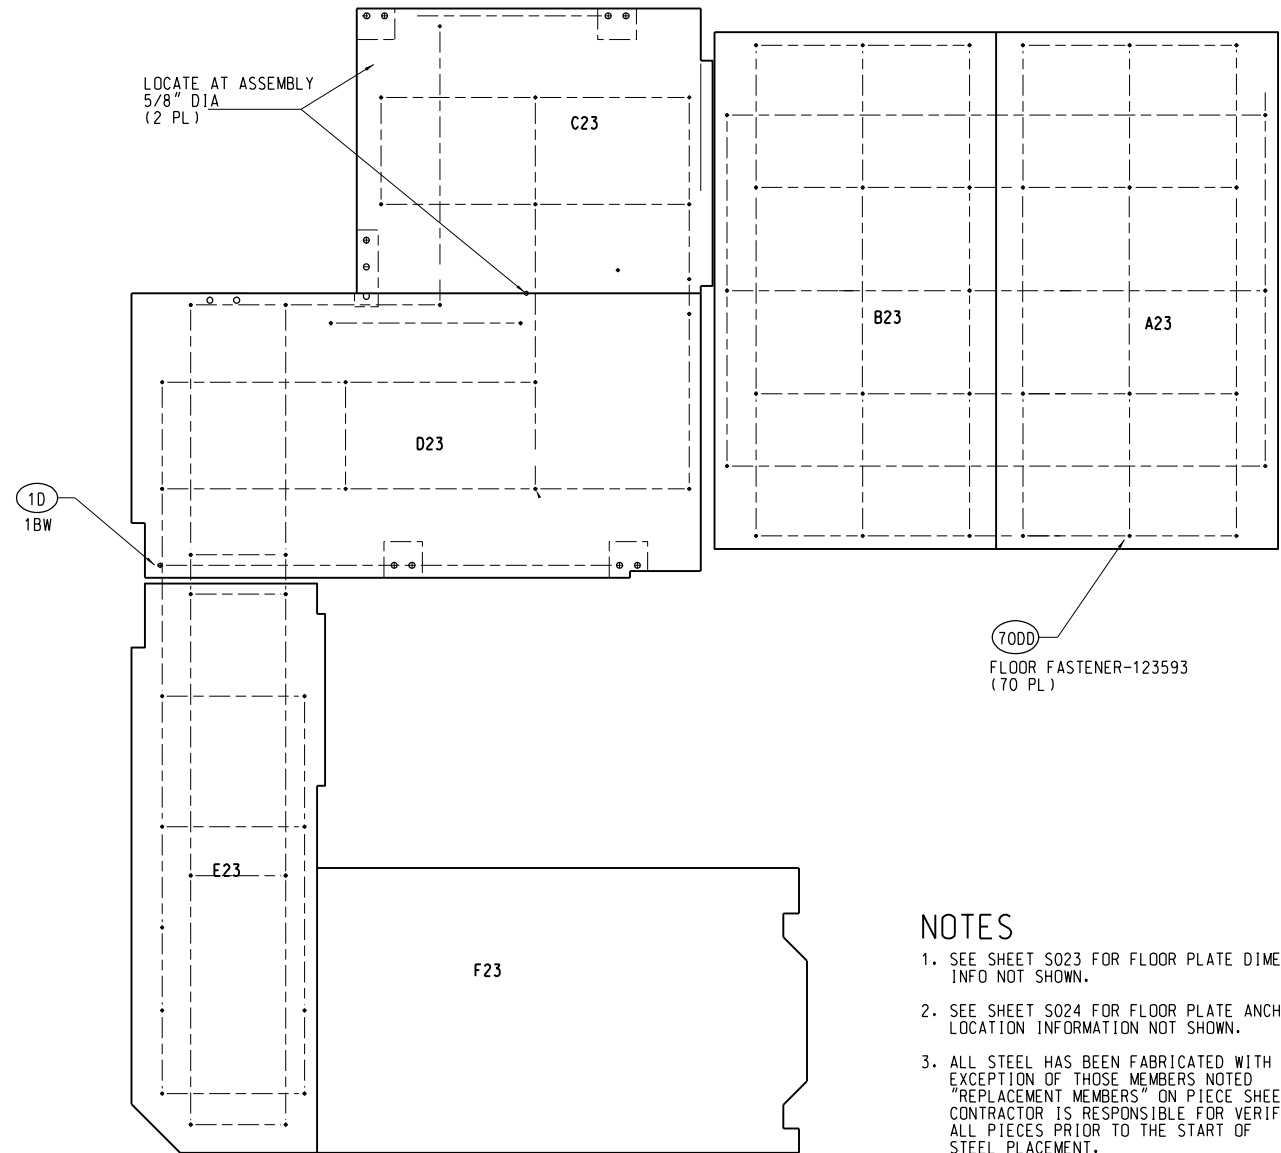 LOCATE AT ASSEMBLY
5/8" DIA
(2 PL)
C23
B23
A23
D23
1D
1BW
70DD
FLOOR FASTENER-123593
(70 PL)
E23
F23
NOTES
1. SEE SHEET S023 FOR FLOOR PLATE DIME
INFO NOT SHOWN.
2. SEE SHEET S024 FOR FLOOR PLATE ANCH
LOCATION INFORMATION NOT SHOWN.
3. ALL STEEL HAS BEEN FABRICATED WITH
EXCEPTION OF THOSE MEMBERS NOTED
"REPLACEMENT MEMBERS" ON PIECE SHEE
CONTRACTOR IS RESPONSIBLE FOR VERIF
ALL PIECES PRIOR TO THE START OF
STEEL PLACEMENT.